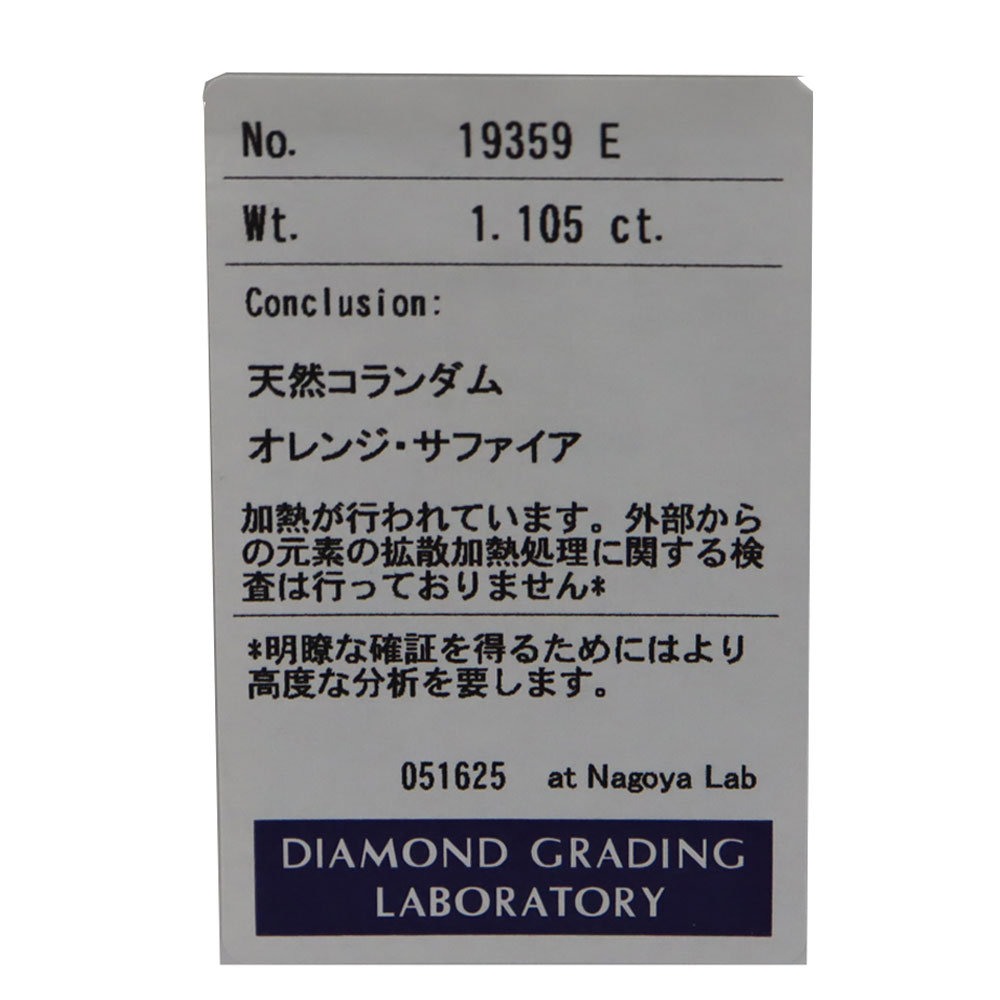 No. 19359 E
Wt. 1.105 ct.
Conclusion:
天然コランダム
オレンジ・サファイア
加熱が行われています。外部から
の元素の拡散加熱処理に関する検
査は行っておりません*
*明瞭な確証を得るためにはより
高度な分析を要します。
051625 at Nagoya Lab
DIAMOND GRADING
LABORATORY